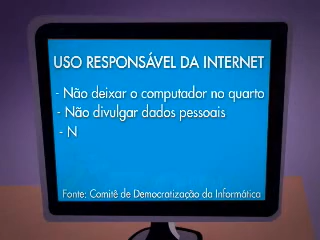 USO RESPONSÁVEL DA INTERNET
- Não deixar o computador no quarto
- Não divulgar dados pessoais
- N
Fonte: Comitê de Democratização da Informática